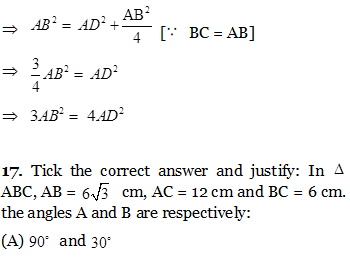 ⇒ AB² = AD² + AB²/4 [∵ BC = AB]
⇒ 3/4 AB² = AD²
⇒ 3AB² = 4AD²
17. Tick the correct answer and justify: In Δ
ABC, AB = 6√3 cm, AC = 12 cm and BC = 6 cm.
the angles A and B are respectively:
(A) 90° and 30°